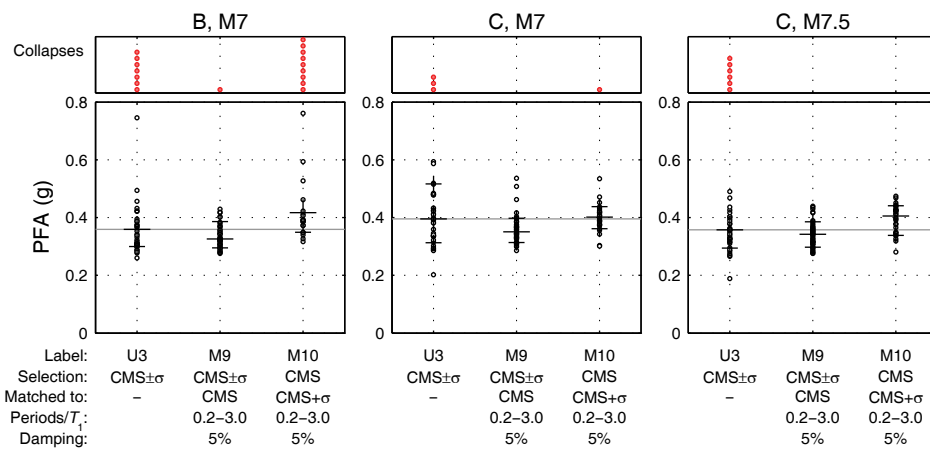 B, M7 C, M7 C, M7.5
Collapses
0.8 0.8 0.8
0.6 0.6 0.6
PFA (g)
0.4 0.4 0.4
0.2 0.2 0.2
0 0 0
Label: U3 M9 M10 U3 M9 M10 U3 M9 M10
Selection: CMS±σ CMS±σ CMS CMS±σ CMS±σ CMS CMS±σ CMS±σ CMS
Matched to: – CMS CMS+σ – CMS CMS+σ – CMS CMS+σ
Periods/T₁: 0.2–3.0 0.2–3.0 0.2–3.0 0.2–3.0 0.2–3.0 0.2–3.0
Damping: 5% 5% 5% 5% 5% 5%